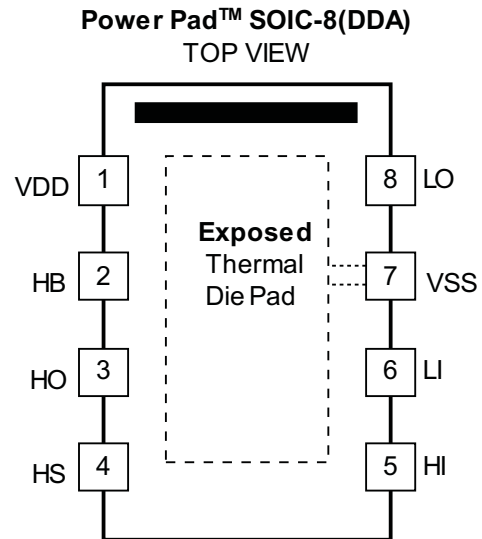 Power Pad™ SOIC-8(DDA)
TOP VIEW
VDD 1
8 LO
HB 2
Exposed
Thermal
Die Pad
7 VSS
HO 3
6 LI
HS 4
5 HI